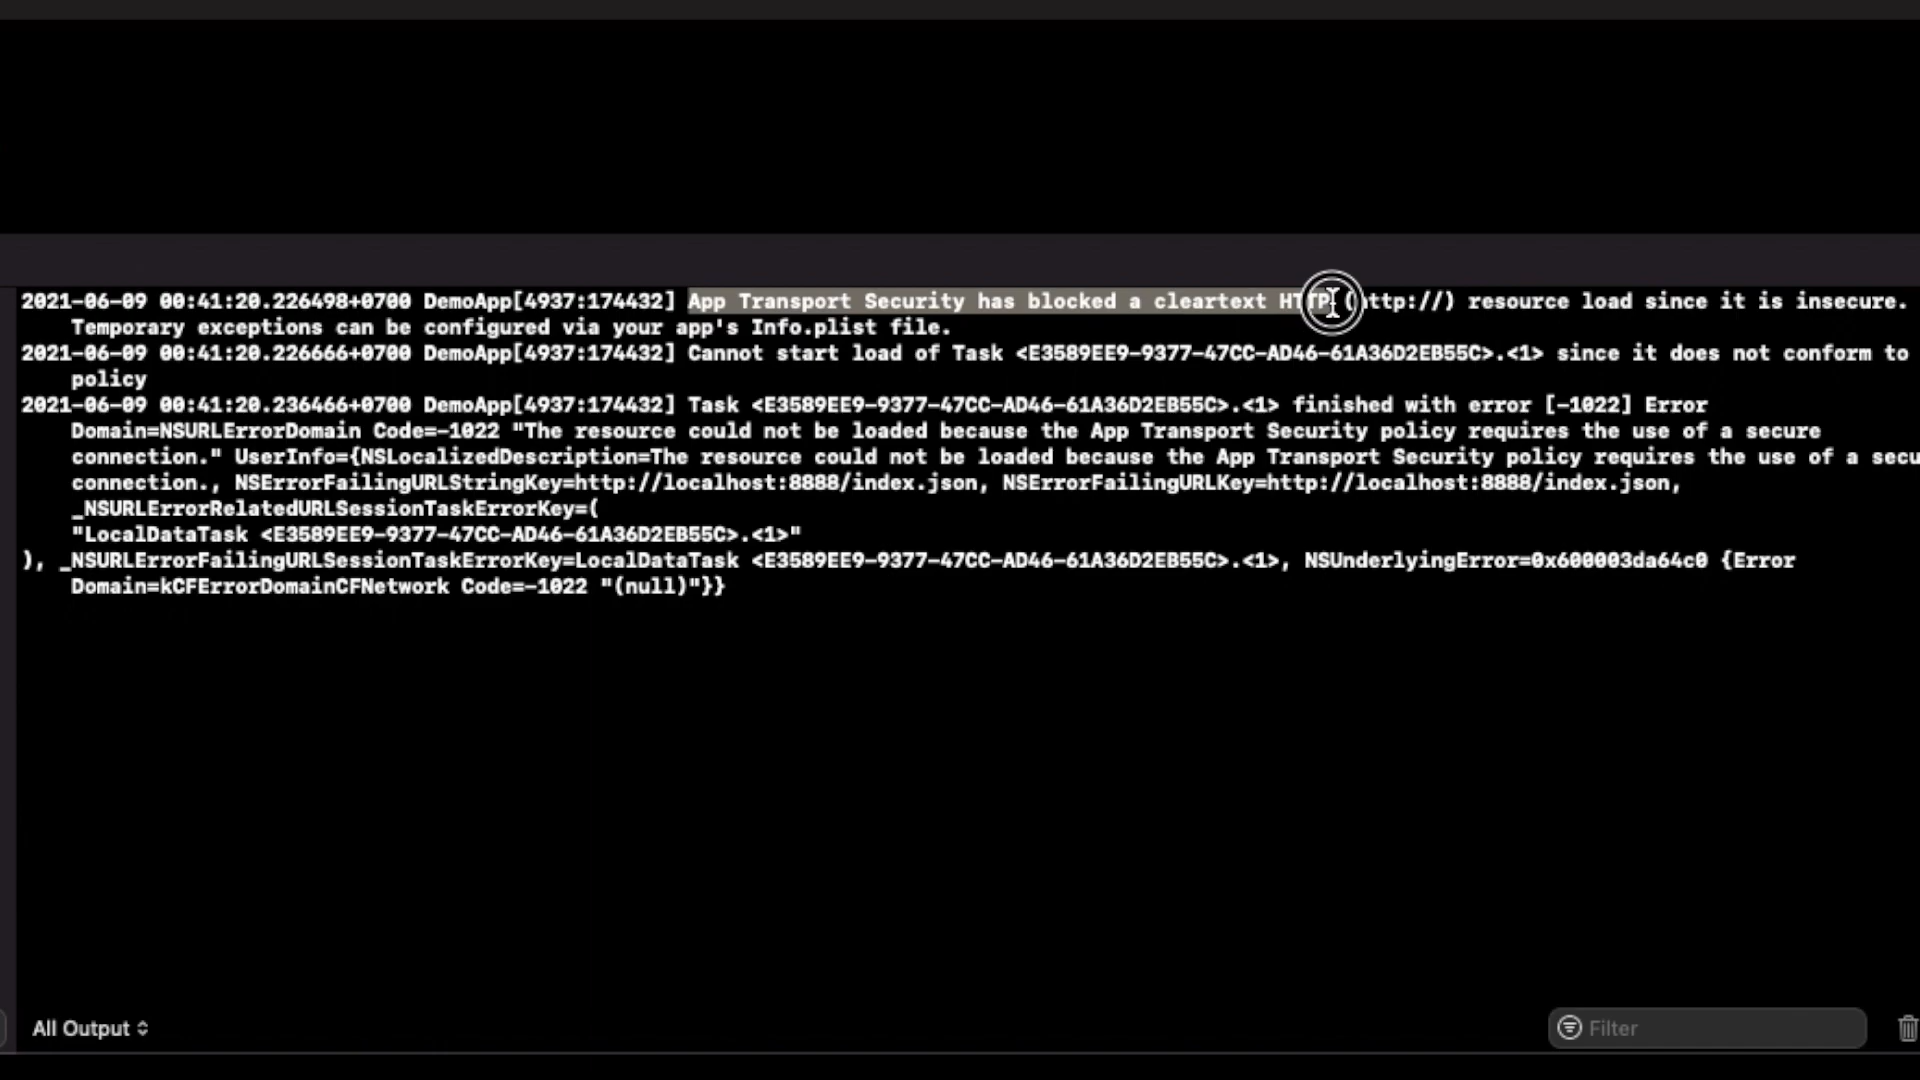 2021-06-09 00:41:20.226498+0700 DemoApp[4937:174432] App Transport Security has blocked a cleartext HTTP (http://) resource load since it is insecure.
Temporary exceptions can be configured via your app's Info.plist file.
2021-06-09 00:41:20.226666+0700 DemoApp[4937:174432] Cannot start load of Task <E3589EE9-9377-47CC-AD46-61A36D2EB55C>.<1> since it does not conform to
policy
2021-06-09 00:41:20.236466+0700 DemoApp[4937:174432] Task <E3589EE9-9377-47CC-AD46-61A36D2EB55C>.<1> finished with error [-1022] Error
Domain=NSURLErrorDomain Code=-1022 "The resource could not be loaded because the App Transport Security policy requires the use of a secure
connection." UserInfo={NSLocalizedDescription=The resource could not be loaded because the App Transport Security policy requires the use of a secu
connection., NSErrorFailingURLStringKey=http://localhost:8888/index.json, NSErrorFailingURLKey=http://localhost:8888/index.json,
_NSURLErrorRelatedURLSessionTaskErrorKey=(
"LocalDataTask <E3589EE9-9377-47CC-AD46-61A36D2EB55C>.<1>"
), _NSURLErrorFailingURLSessionTaskErrorKey=LocalDataTask <E3589EE9-9377-47CC-AD46-61A36D2EB55C>.<1>, NSUnderlyingError=0x600003da64c0 {Error
Domain=kCFErrorDomainCFNetwork Code=-1022 "(null)"}}
All Output
Filter